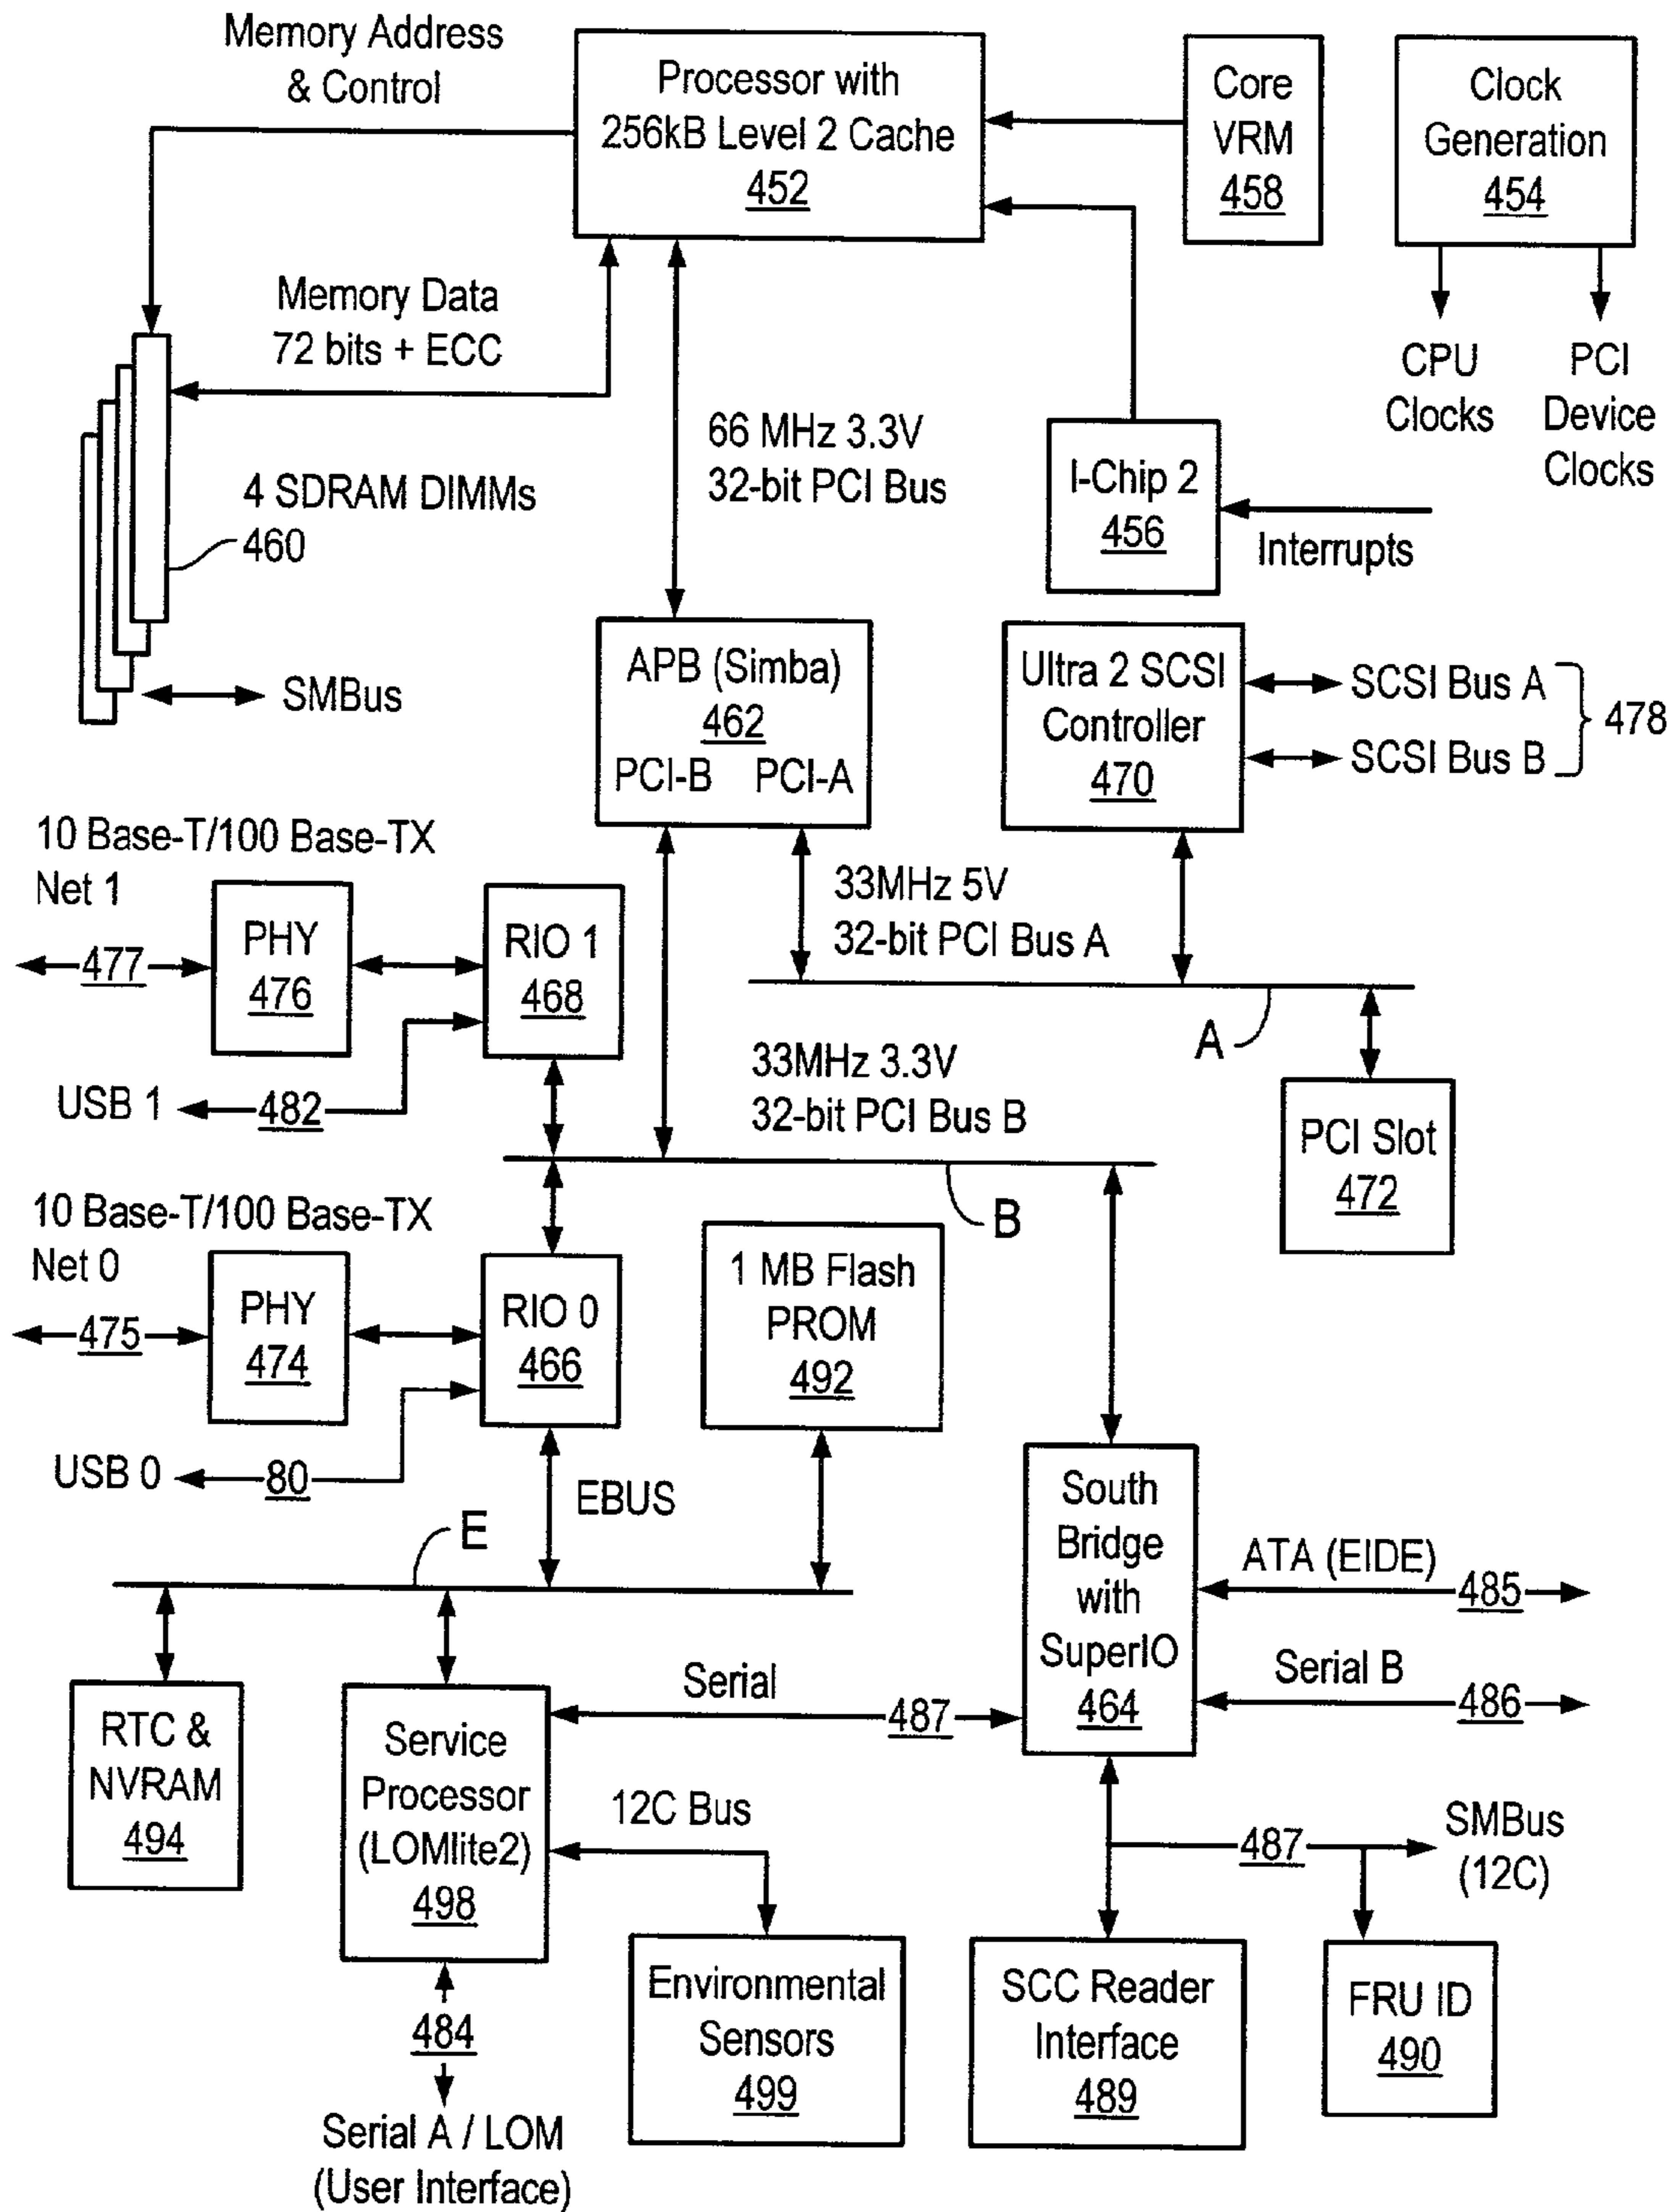 Memory Address
& Control
Processor with
256kB Level 2 Cache
452
Core
VRM
458
Clock
Generation
454
CPU
Clocks
PCI
Device
Clocks
Memory Data
72 bits + ECC
66 MHz 3.3V
32-bit PCI Bus
I-Chip 2
456
Interrupts
4 SDRAM DIMMs
460
SMBus
APB (Simba)
462
PCI-B PCI-A
Ultra 2 SCSI
Controller
470
SCSI Bus A
SCSI Bus B
478
10 Base-T/100 Base-TX
Net 1
477
PHY
476
RIO 1
468
33MHz 5V
32-bit PCI Bus A
A
USB 1
482
33MHz 3.3V
32-bit PCI Bus B
B
PCI Slot
472
10 Base-T/100 Base-TX
Net 0
475
PHY
474
RIO 0
466
1 MB Flash
PROM
492
USB 0
80
EBUS
E
South
Bridge
with
SuperIO
464
ATA (EIDE)
485
Serial B
486
RTC &
NVRAM
494
Service
Processor
(LOMlite2)
498
Serial
487
12C Bus
487
SMBus
(12C)
Environmental
Sensors
499
SCC Reader
Interface
489
FRU ID
490
484
Serial A / LOM
(User Interface)